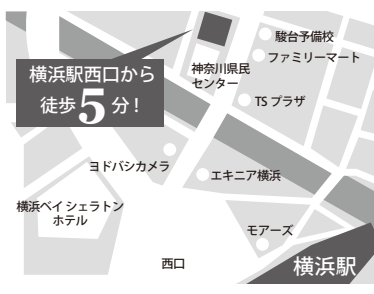 駿台予備校
ファミリーマート
神奈川県民
センター
TS プラザ
横浜駅西口から
徒歩5分!
ヨドバシカメラ
エキニア横浜
横浜ベイシェラトン
ホテル
モアーズ
西口
横浜駅